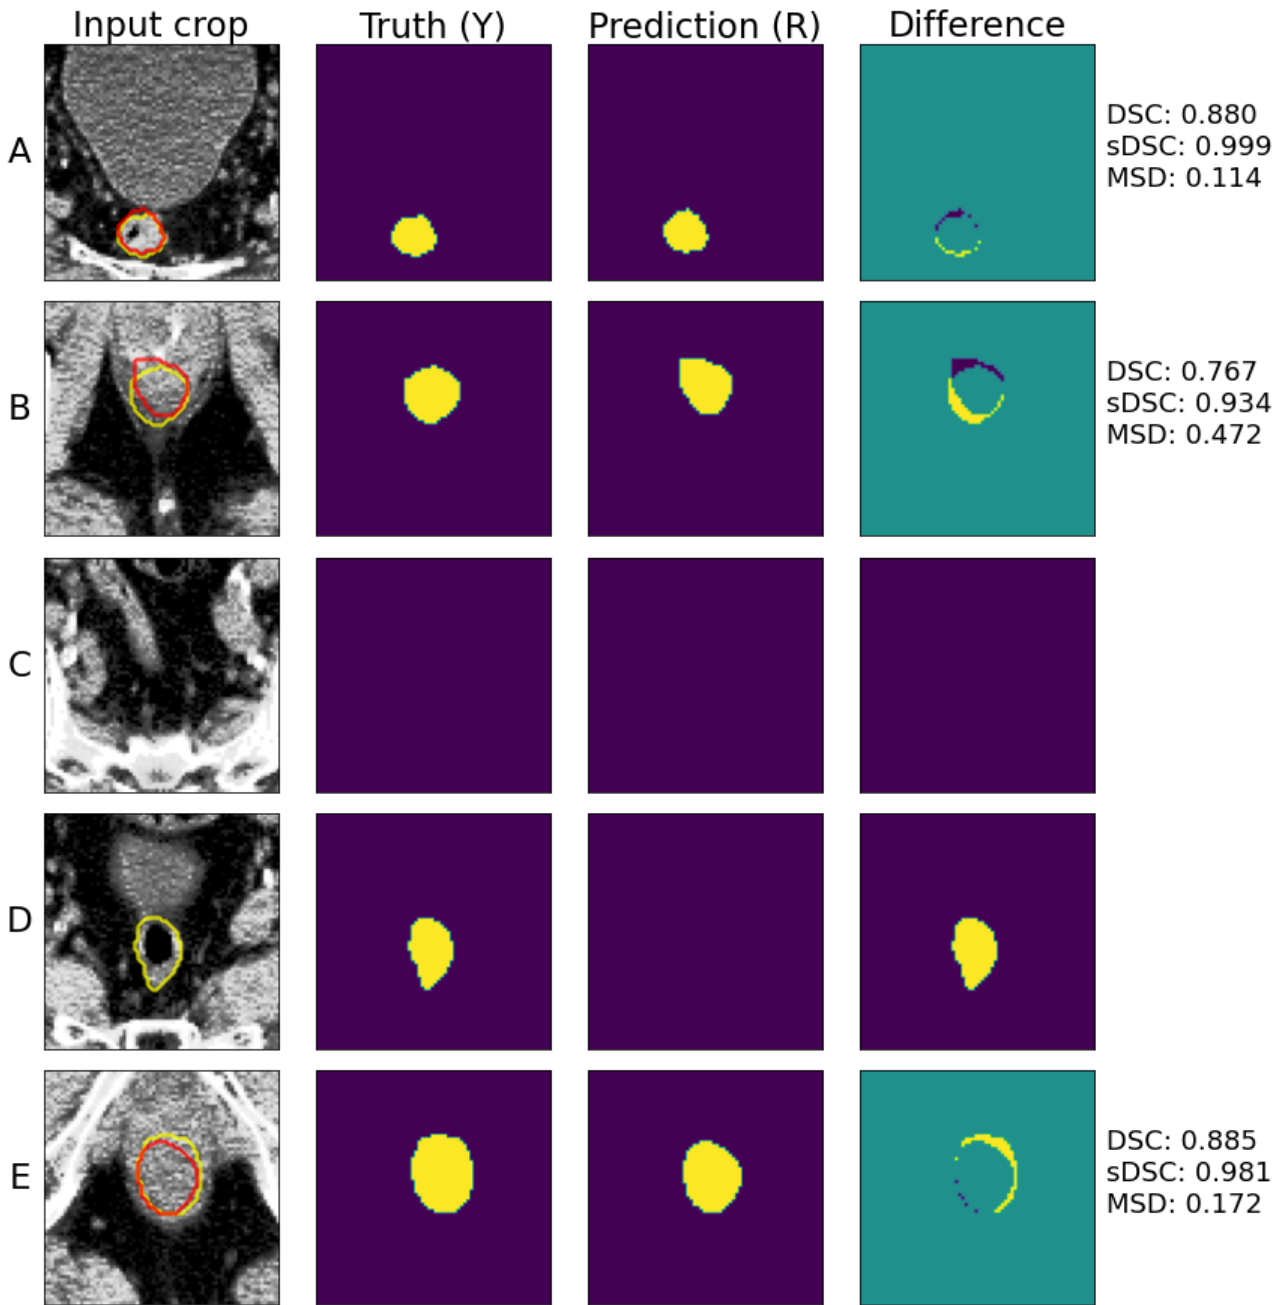 Input crop Truth (Y) Prediction (R) Difference
A
DSC: 0.880
sDSC: 0.999
MSD: 0.114
B
DSC: 0.767
sDSC: 0.934
MSD: 0.472
C
D
E
DSC: 0.885
sDSC: 0.981
MSD: 0.172